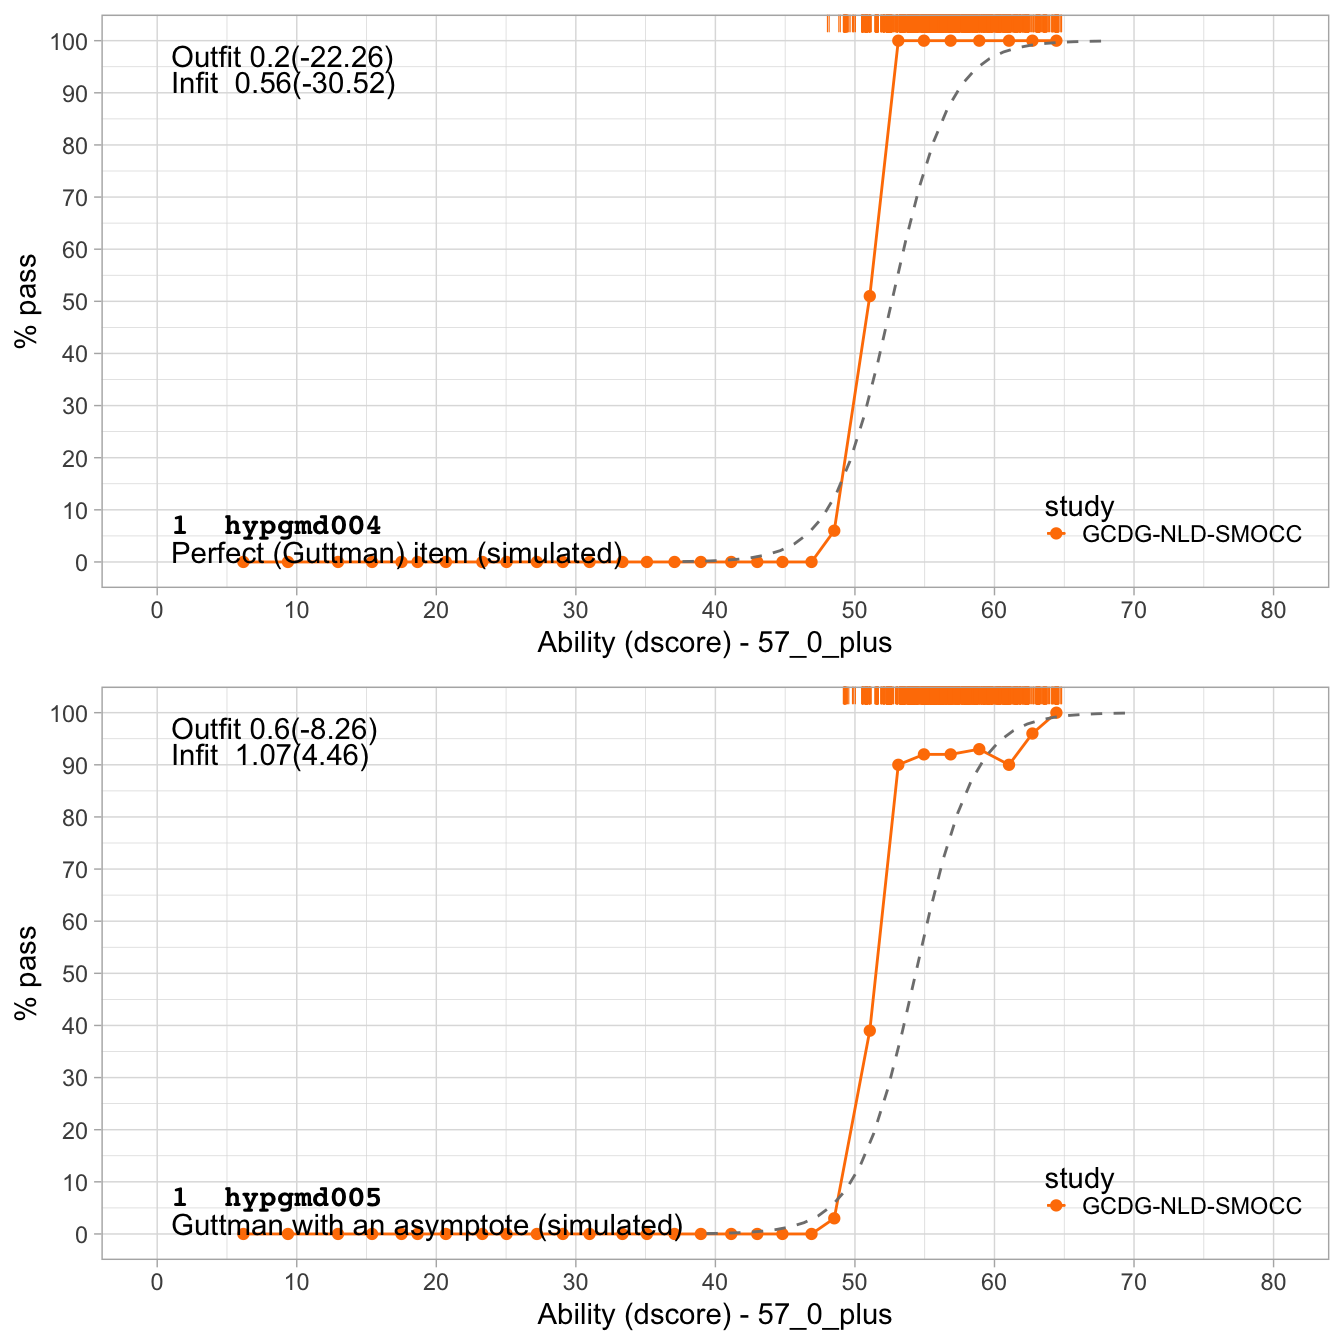 100
90
80
70
60
50
40
30
20
10
0
% pass
Outfit 0.2(-22.26)
Infit  0.56(-30.52)
1  hypgmd004
Perfect (Guttman) item (simulated)
study
GCDG-NLD-SMOCC
0 10 20 30 40 50 60 70 80
Ability (dscore) - 57_0_plus
100
90
80
70
60
50
40
30
20
10
0
% pass
Outfit 0.6(-8.26)
Infit  1.07(4.46)
1  hypgmd005
Guttman with an asymptote (simulated)
study
GCDG-NLD-SMOCC
0 10 20 30 40 50 60 70 80
Ability (dscore) - 57_0_plus